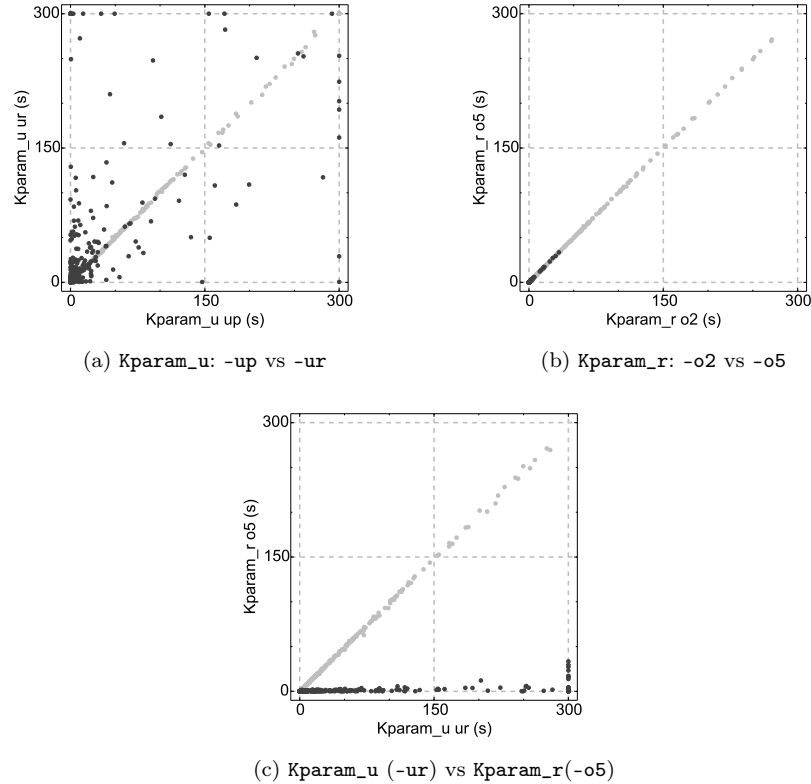 300
150
0
Kparam_u ur (s)
0
150
300
Kparam_u up (s)
(a) Kparam_u: -up vs -ur
300
150
0
Kparam_r o5 (s)
0
150
300
Kparam_r o2 (s)
(b) Kparam_r: -o2 vs -o5
300
150
0
Kparam_r o5 (s)
0
150
300
Kparam_u ur (s)
(c) Kparam_u (-ur) vs Kparam_r(-o5)